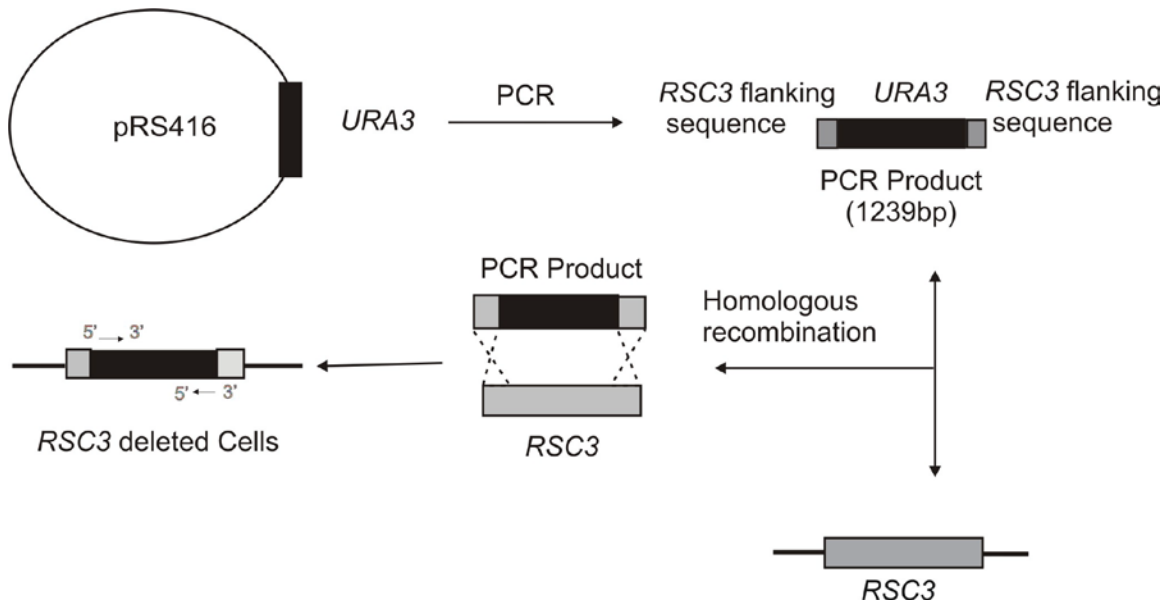 pRS416
URA3
PCR
RSC3 flanking
sequence
URA3
RSC3 flanking
sequence
PCR Product
(1239bp)
PCR Product
Homologous
recombination
RSC3
5' 3'
5' 3'
RSC3 deleted Cells
RSC3